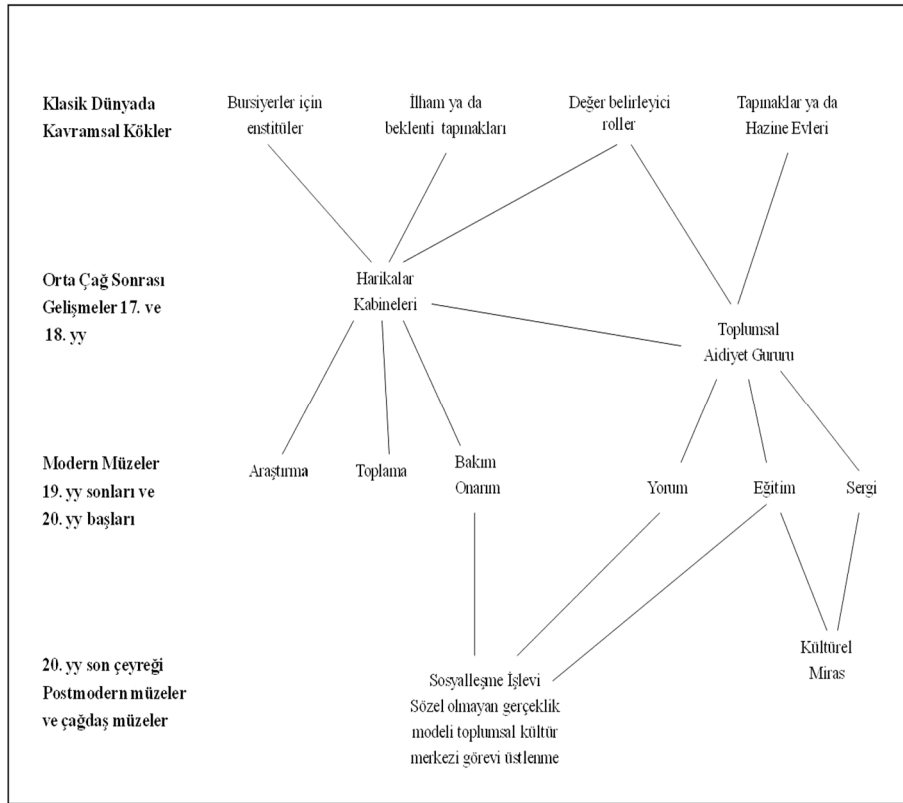 Klasik Dünyada
Kavramsal Kökler
Bursiyerler için
enstitüler
İlham ya da
beklenti tapınakları
Değer belirleyici
roller
Tapınaklar ya da
Hazine Evleri
Orta Çağ Sonrası
Gelişmeler 17. ve
18. yy
Harikalar
Kabineleri
Toplumsal
Aidiyet Gururu
Modern Müzeler
19. yy sonları ve
20. yy başları
Araştırma
Toplama
Bakım
Onarım
Yorum
Eğitim
Sergi
20. yy son çeyreği
Postmodern müzeler
ve çağdaş müzeler
Sosyalleşme İşlevi
Sözel olmayan gerçeklik
modeli toplumsal kültür
merkezi görevi üstlenme
Kültürel
Miras